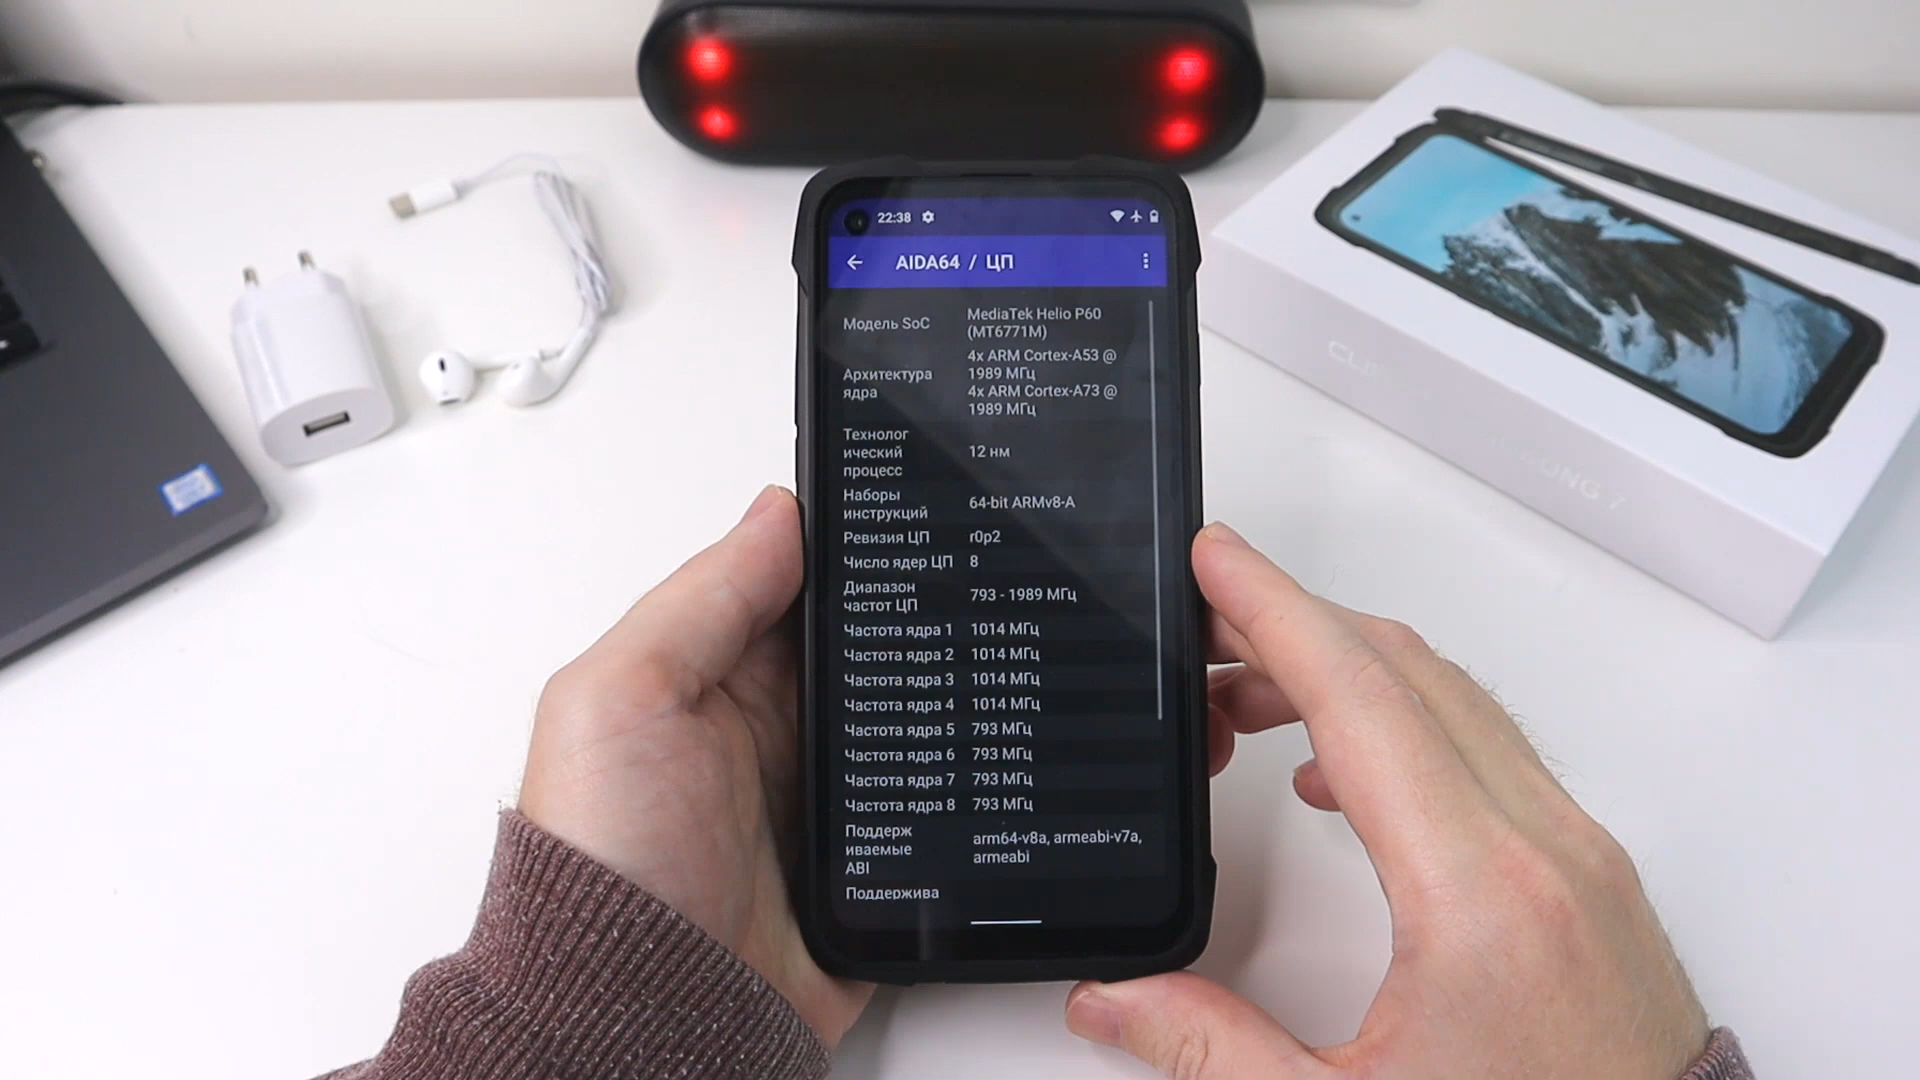 22:38
AIDA64 / ЦП
Модель SoC
MediaTek Helio P60
(MT6771M)
Архитектура
ядра
4x ARM Cortex-A53 @
1989 МГц
4x ARM Cortex-A73 @
1989 МГц
Технолог
ический
процесс
12 нм
Наборы
инструкций
64-bit ARMv8-A
Ревизия ЦП
r0p2
Число ядер ЦП
8
Диапазон
частот ЦП
793 - 1989 МГц
Частота ядра 1
1014 МГц
Частота ядра 2
1014 МГц
Частота ядра 3
1014 МГц
Частота ядра 4
1014 МГц
Частота ядра 5
793 МГц
Частота ядра 6
793 МГц
Частота ядра 7
793 МГц
Частота ядра 8
793 МГц
Поддерж
иваемые
ABI
arm64-v8a, armeabi-v7a,
armeabi
Поддержива